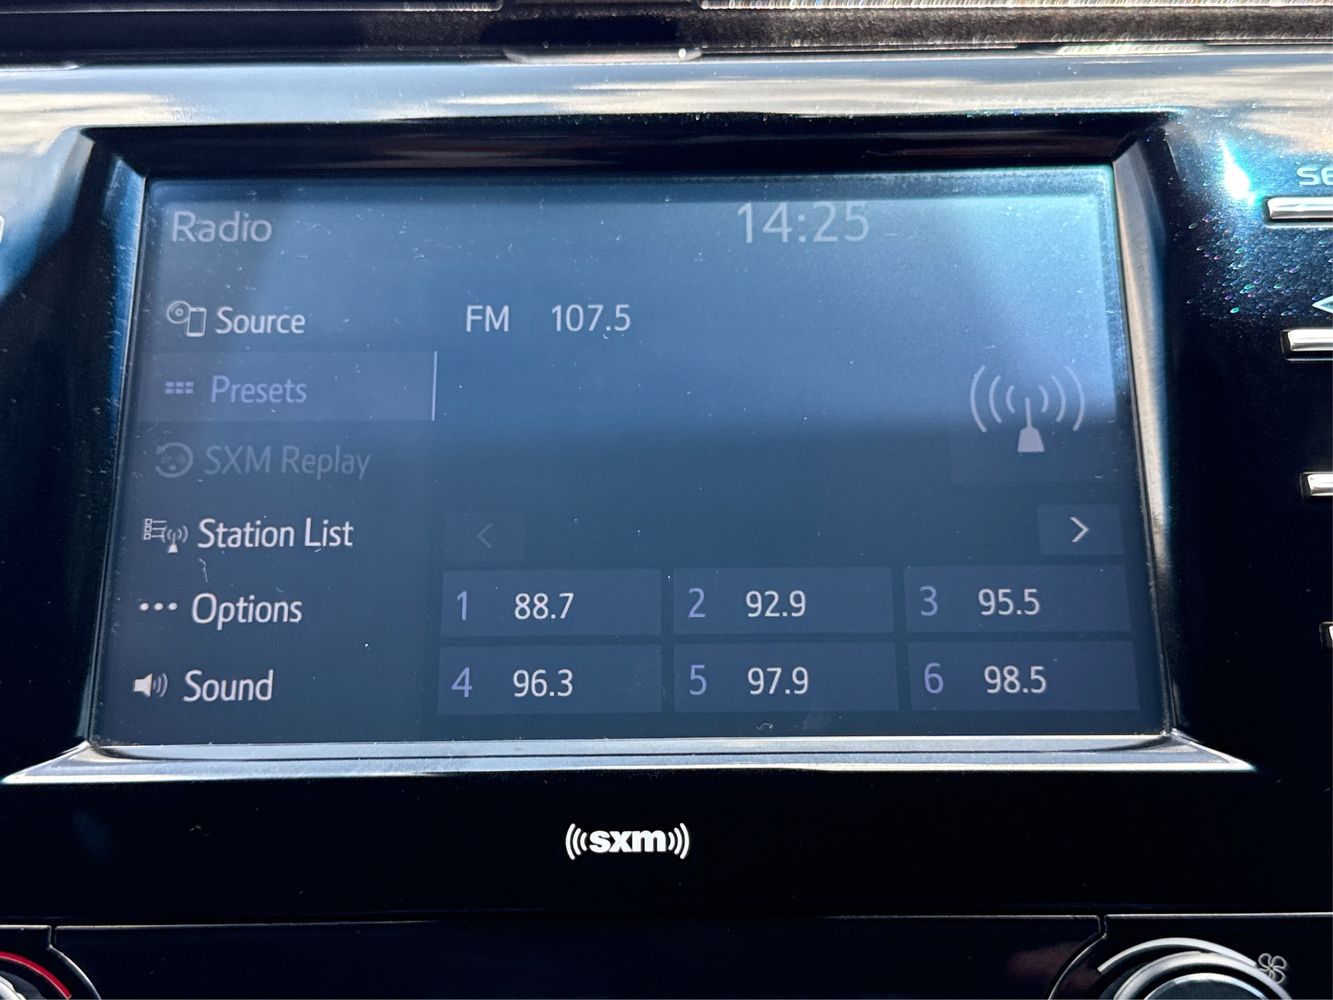 Radio 14:25
Source FM 107.5
Presets
SXM Replay
Station List
Options 1 88.7 2 92.9 3 95.5
Sound 4 96.3 5 97.9 6 98.5
sxm